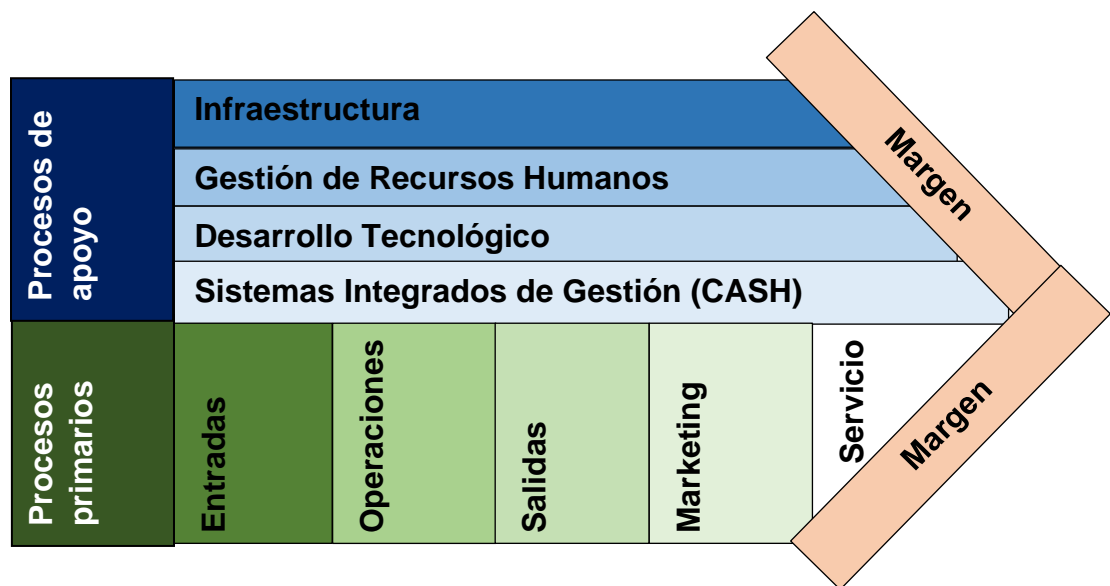 Procesos de
apoyo
Infraestructura
Gestión de Recursos Humanos
Desarrollo Tecnológico
Sistemas Integrados de Gestión (CASH)
Margen
Procesos
primarios
Entradas
Operaciones
Salidas
Marketing
Servicio
Margen